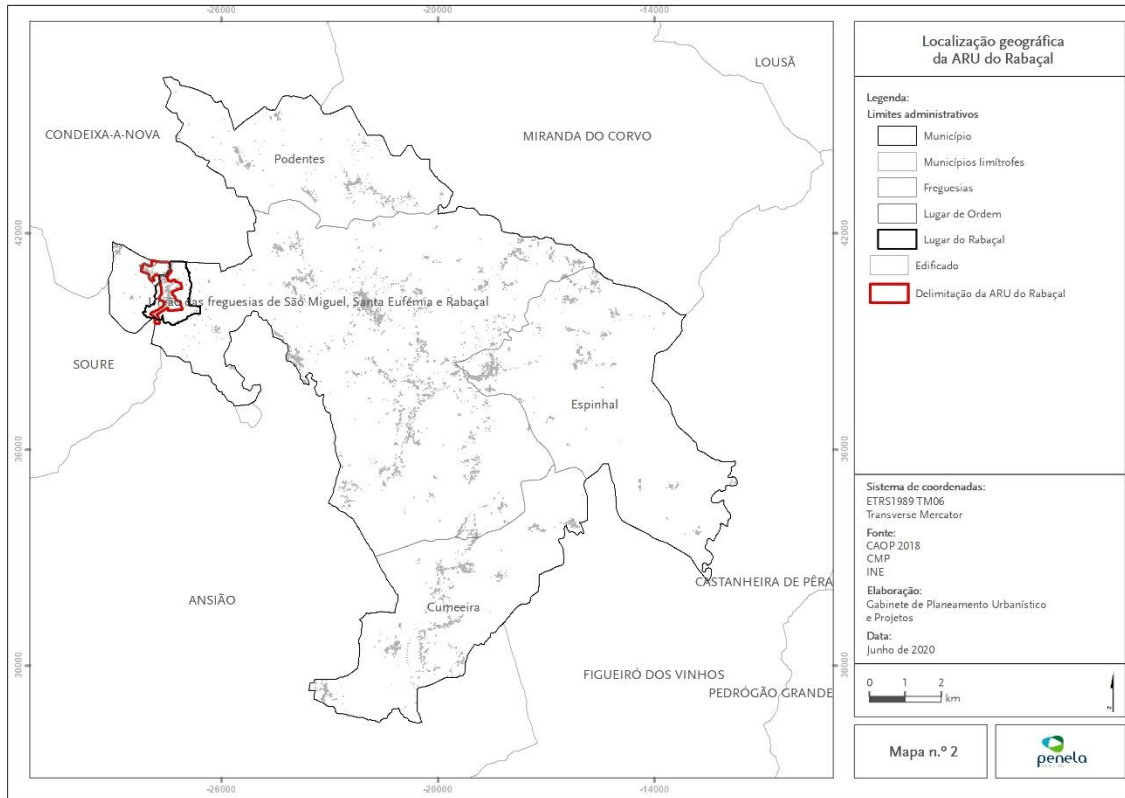 -26000
-20000
-14000
LOUSÃ
CONDEIXA-A-NOVA
MIRANDA DO CORVO
Podentes
42000
42000
União das freguesias de São Miguel, Santa Eufémia e Rabaçal
SOURE
Espinhal
36000
36000
CASTANHEIRA DE PÊRA
ANSIÃO
Cumeeira
30000
30000
FIGUEIRÓ DOS VINHOS
PEDRÓGÃO GRANDE
-26000
-20000
-14000
Localização geográfica
da ARU do Rabaçal
Legenda:
Limites administrativos
Município
Municípios limítrofes
Freguesias
Lugar de Ordem
Lugar do Rabaçal
Edificado
Delimitação da ARU do Rabaçal
Sistema de coordenadas:
ETRS1989 TM06
Transverse Mercator
Fonte:
CAOP 2018
CMP
INE
Elaboração:
Gabinete de Planeamento Urbanístico
e Projetos
Data:
Junho de 2020
0 1 2
km
Mapa n.º 2
penela